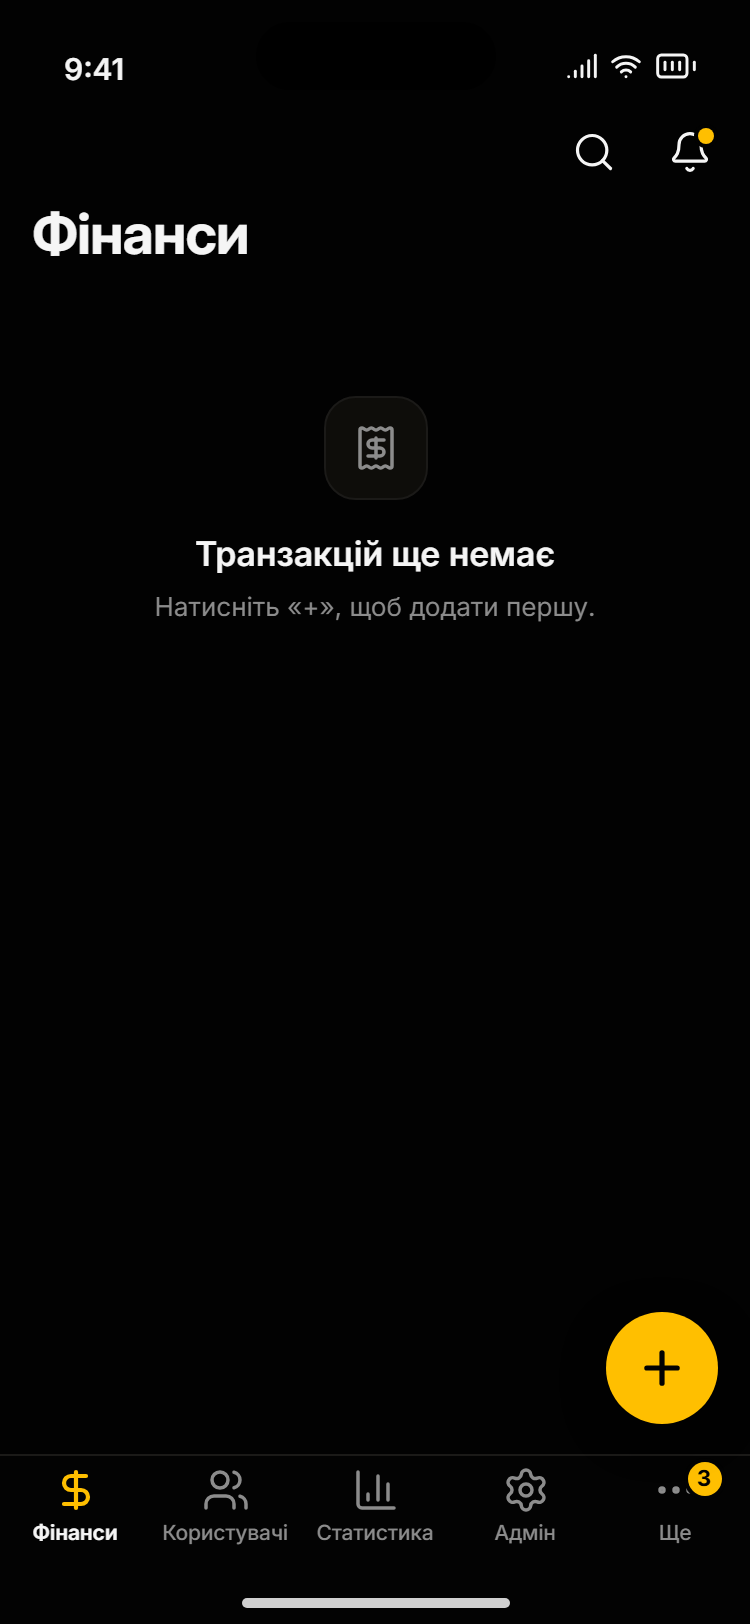 9:41
Фінанси
Транзакцій ще немає
Натисніть «+», щоб додати першу.
Фінанси
Користувачі
Статистика
Адмін
3
Ще